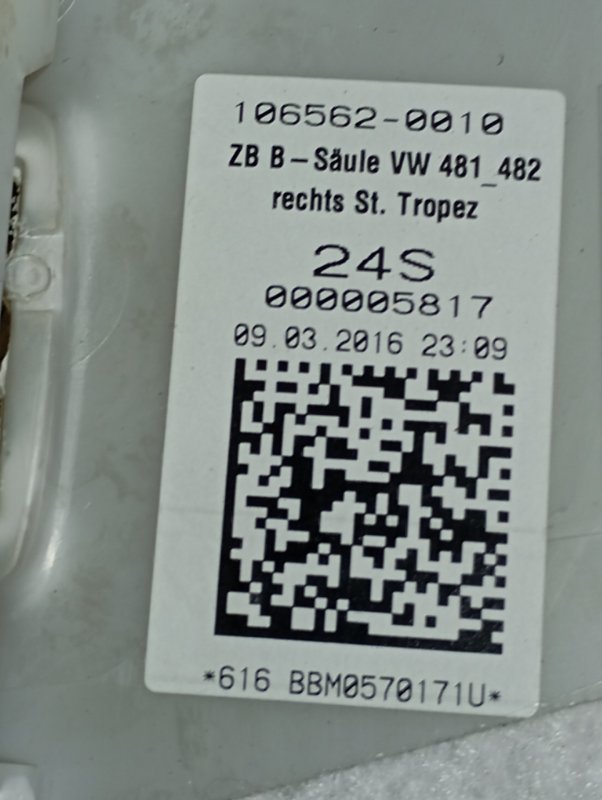 106562-0010
ZB B-Säule VW 481_482
rechts St. Tropez
24S
000005817
09.03.2016 23:09
*616 BBM0570171U*